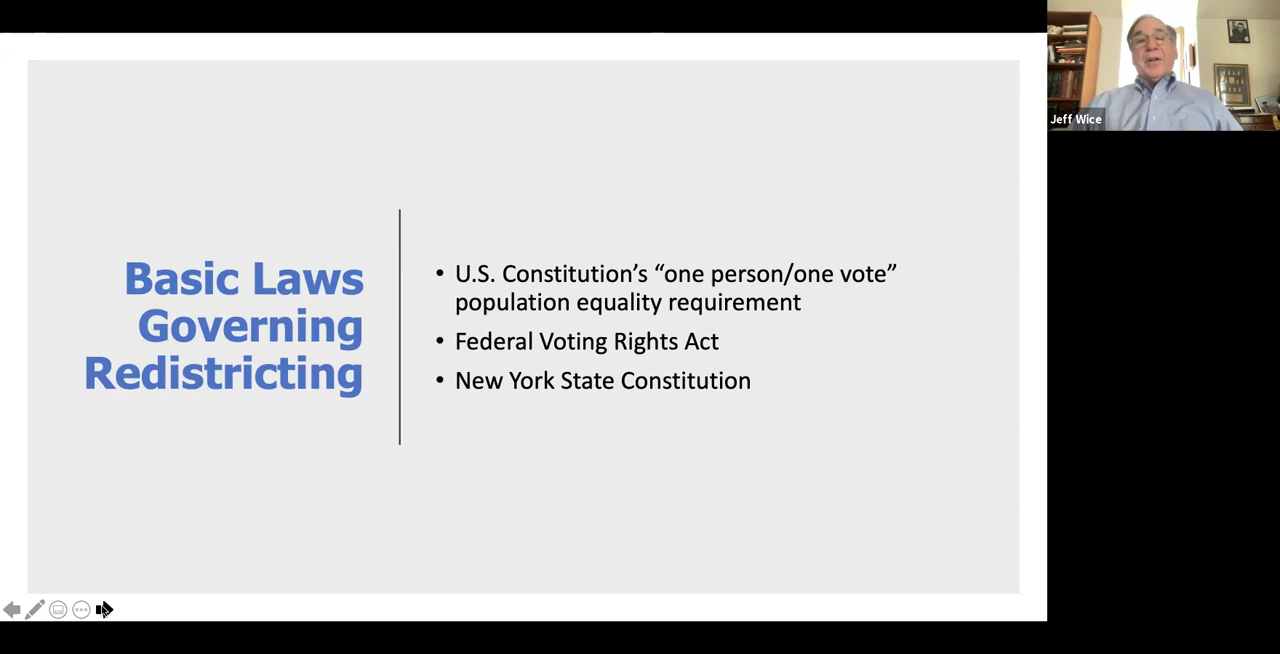 Basic Laws
Governing
Redistricting
• U.S. Constitution’s “one person/one vote”
population equality requirement
• Federal Voting Rights Act
• New York State Constitution
Jeff Wice